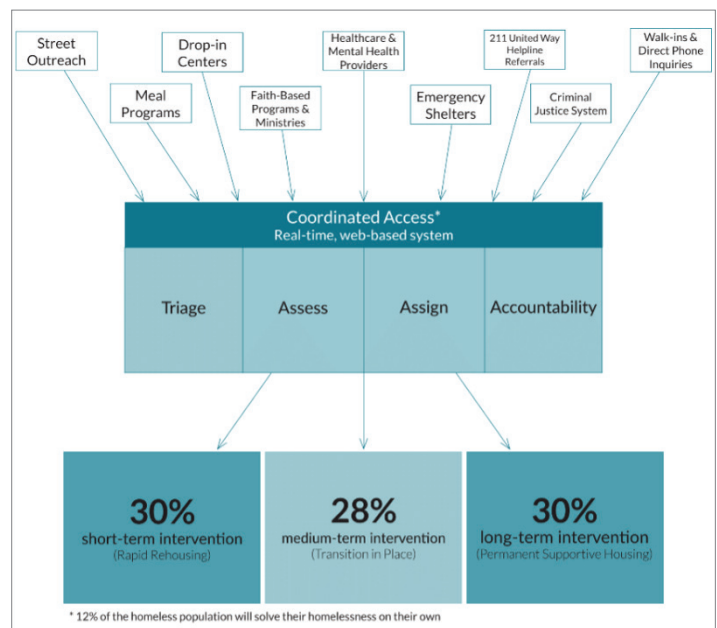 Street
Outreach
Drop-in
Centers
Healthcare &
Mental Health
Providers
211 United Way
Helpline
Referrals
Walk-ins &
Direct Phone
Inquiries
Meal
Programs
Faith-Based
Programs &
Ministries
Emergency
Shelters
Criminal
Justice System
Coordinated Access*
Real-time, web-based system
Triage
Assess
Assign
Accountability
30%
short-term intervention
(Rapid Rehousing)
28%
medium-term intervention
(Transition in Place)
30%
long-term intervention
(Permanent Supportive Housing)
* 12% of the homeless population will solve their homelessness on their own